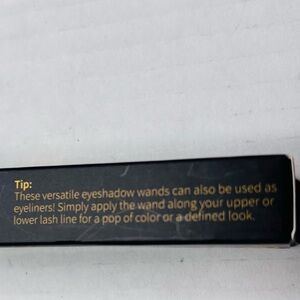 Tip:
These versatile eyeshadow wands can also be used as
eyeliners! Simply apply the wand along your upper or
lower lash line for a pop of color or a defined look.